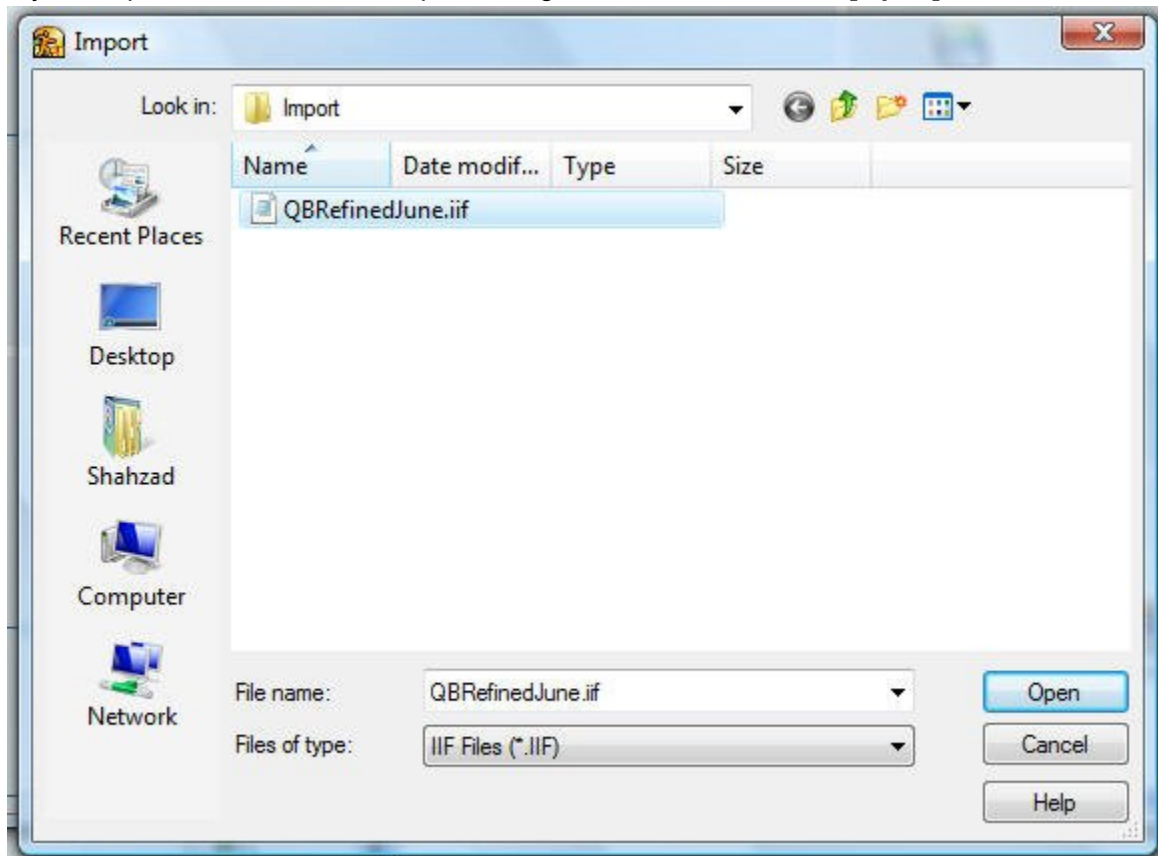 Import
Look in: Import
Name Date modif... Type Size
QBRefinedJune.iif
Recent Places
Desktop
Shahzad
Computer
Network
File name: QBRefinedJune.iif Open
Files of type: IIF Files (*.IIF) Cancel
Help